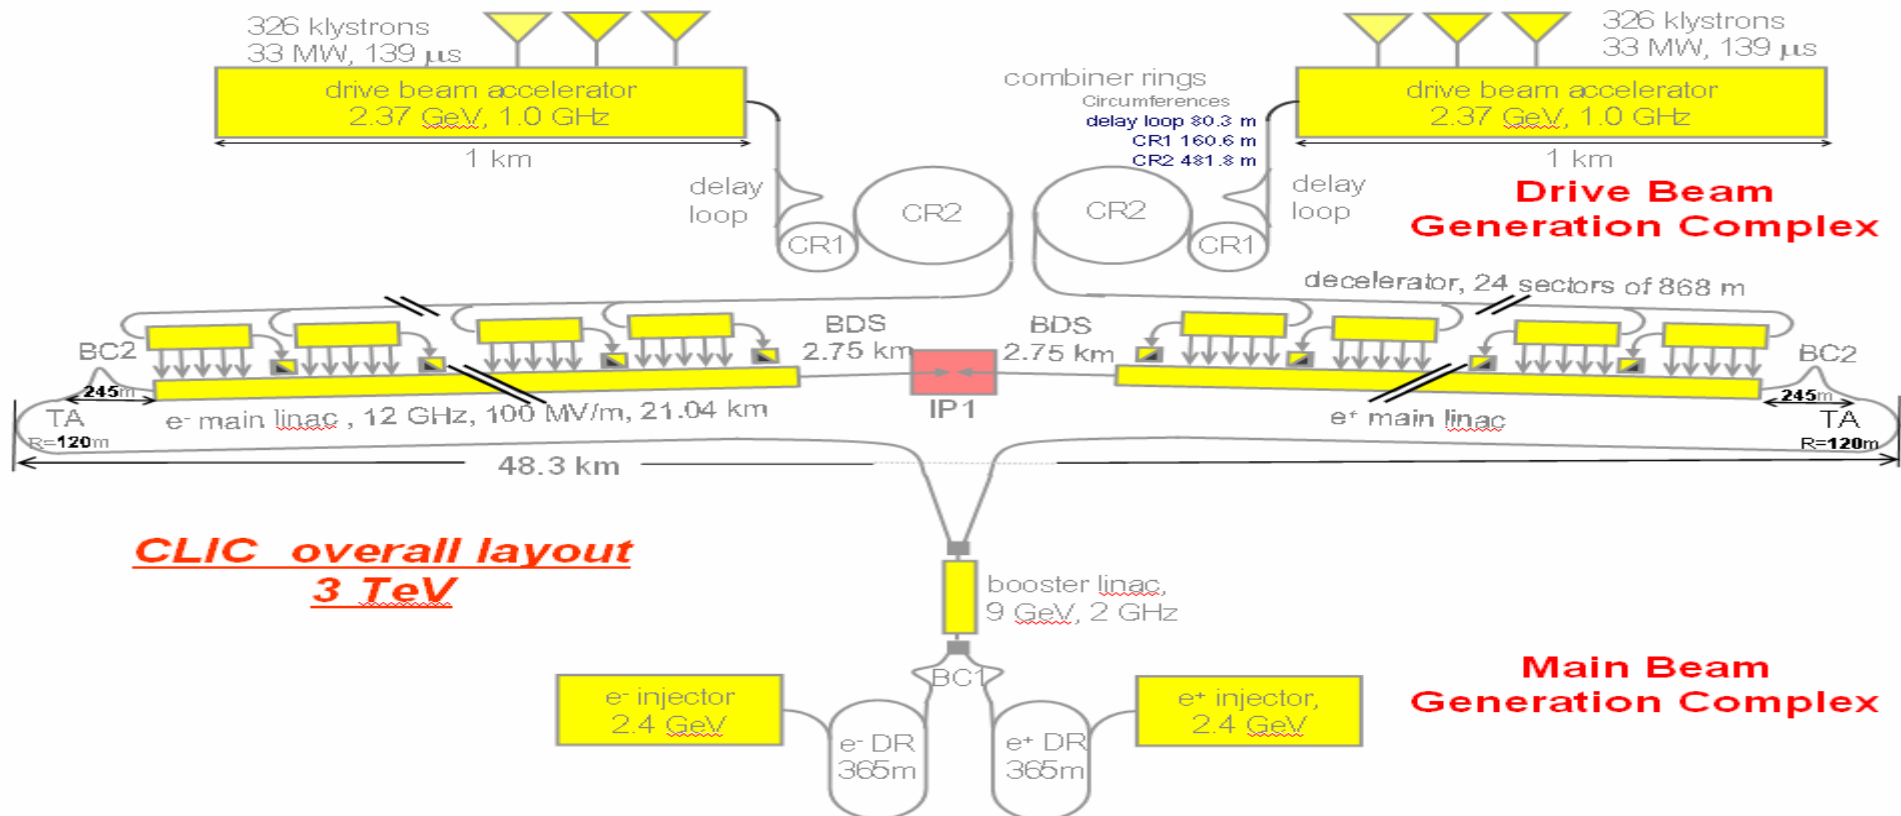 326 klystrons
33 MW, 139 μs
drive beam accelerator
2.37 GeV, 1.0 GHz
1 km
combiner rings
Circumferences
delay loop 80.3 m
CR1 160.6 m
CR2 481.8 m
326 klystrons
33 MW, 139 μs
drive beam accelerator
2.37 GeV, 1.0 GHz
1 km
delay
loop
CR1
CR2
CR2
CR1
delay
loop
Drive Beam
Generation Complex
decelerator, 24 sectors of 868 m
BC2
245m
TA
R=120m
BDS
2.75 km
BDS
2.75 km
IP1
BC2
245m
TA
R=120m
e- main linac , 12 GHz, 100 MV/m, 21.04 km
e+ main linac
48.3 km
CLIC overall layout
3 TeV
booster linac,
9 GeV, 2 GHz
BC1
e- injector
2.4 GeV
e- DR
365m
e+ DR
365m
e+ injector,
2.4 GeV
Main Beam
Generation Complex